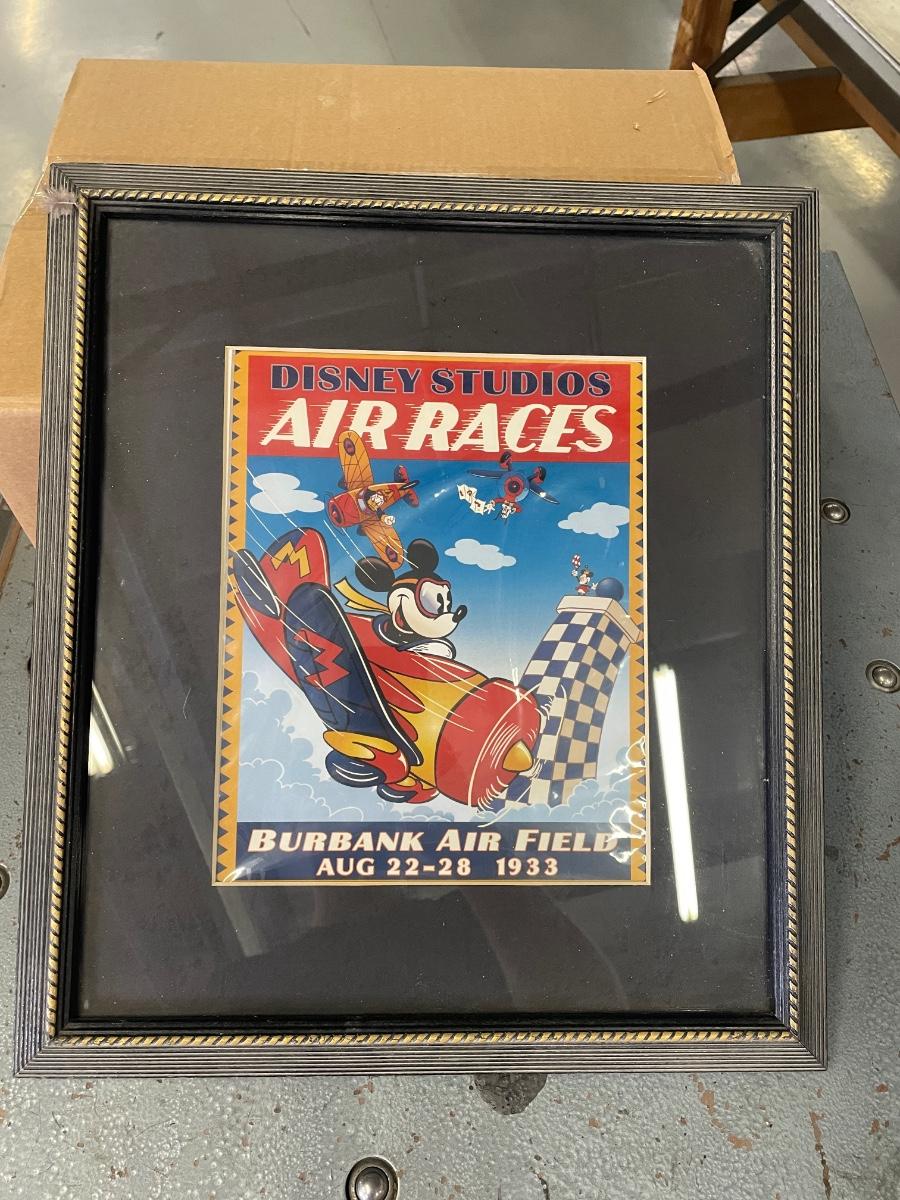 DISNEY STUDIOS
AIR RACES
M
M
BURBANK AIR FIELD
AUG 22-28 1933